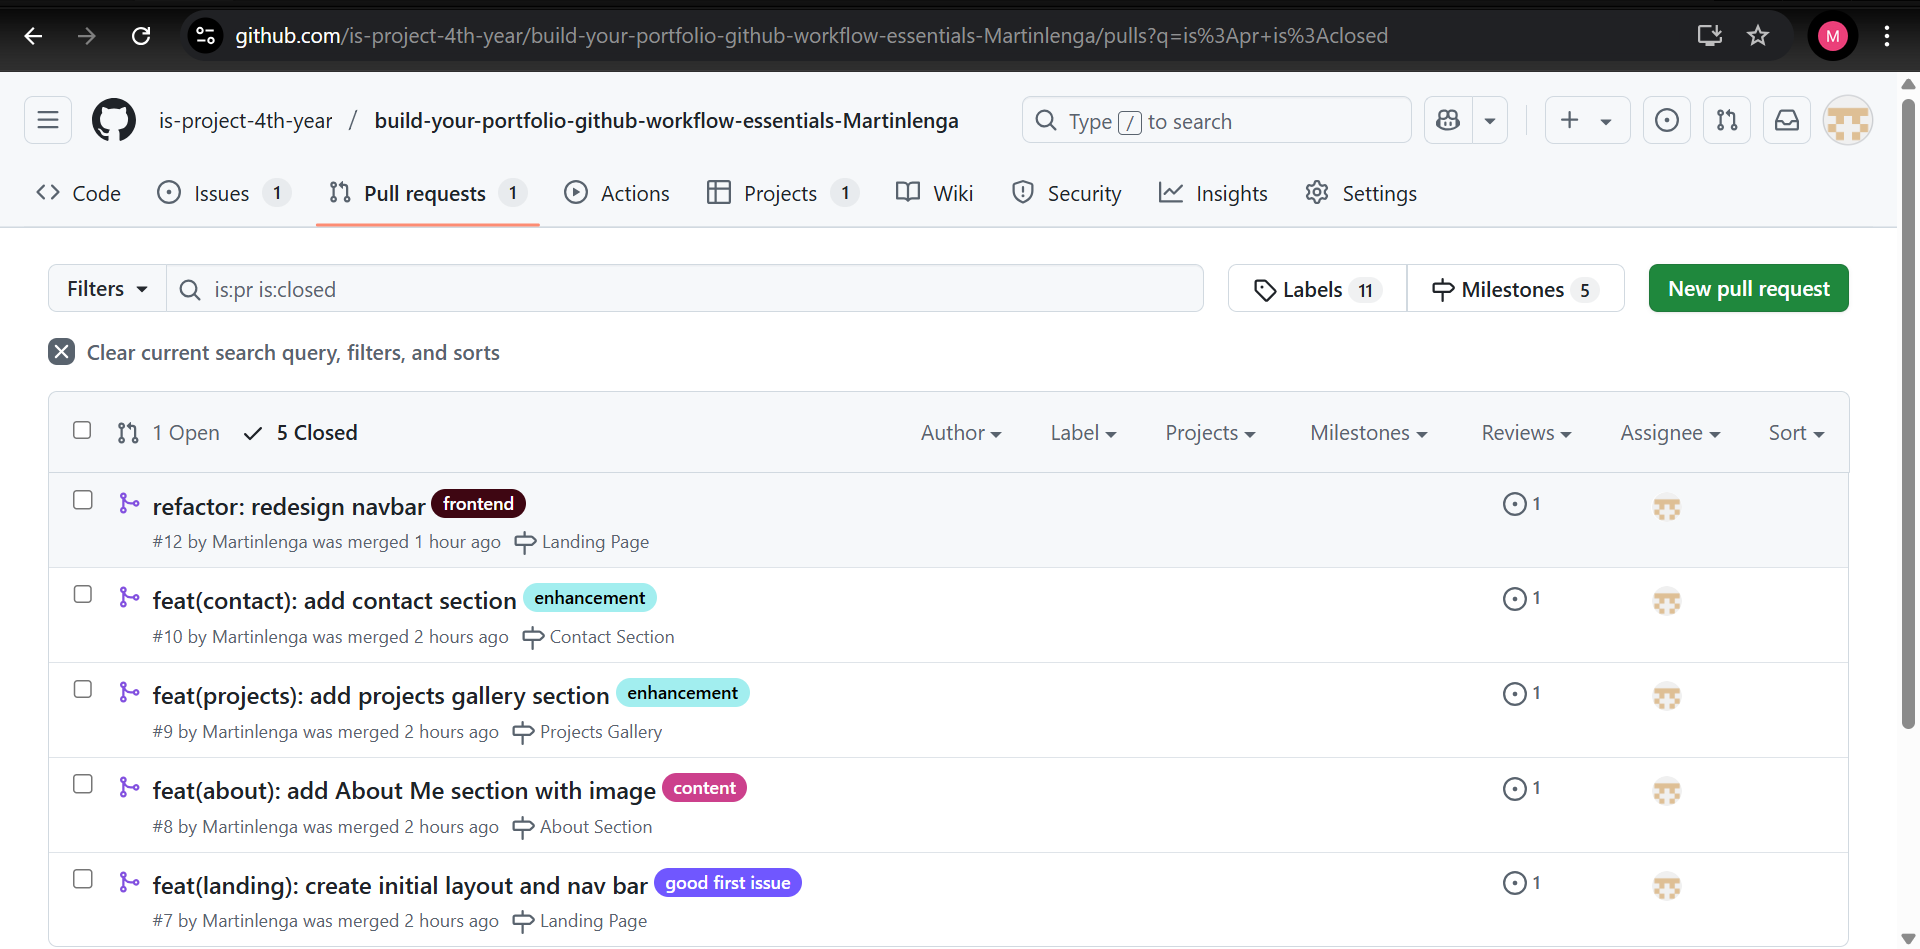 github.com/is-project-4th-year/build-your-portfolio-github-workflow-essentials-Martinlenga/pulls?q=is%3Apr+is%3Aclosed
M
is-project-4th-year / build-your-portfolio-github-workflow-essentials-Martinlenga
Type / to search
Code Issues 1 Pull requests 1 Actions Projects 1 Wiki Security Insights Settings
Filters is:pr is:closed Labels 11 Milestones 5 New pull request
Clear current search query, filters, and sorts
1 Open 5 Closed Author Label Projects Milestones Reviews Assignee Sort
refactor: redesign navbar frontend 1
#12 by Martinlenga was merged 1 hour ago Landing Page
feat(contact): add contact section enhancement 1
#10 by Martinlenga was merged 2 hours ago Contact Section
feat(projects): add projects gallery section enhancement 1
#9 by Martinlenga was merged 2 hours ago Projects Gallery
feat(about): add About Me section with image content 1
#8 by Martinlenga was merged 2 hours ago About Section
feat(landing): create initial layout and nav bar good first issue 1
#7 by Martinlenga was merged 2 hours ago Landing Page